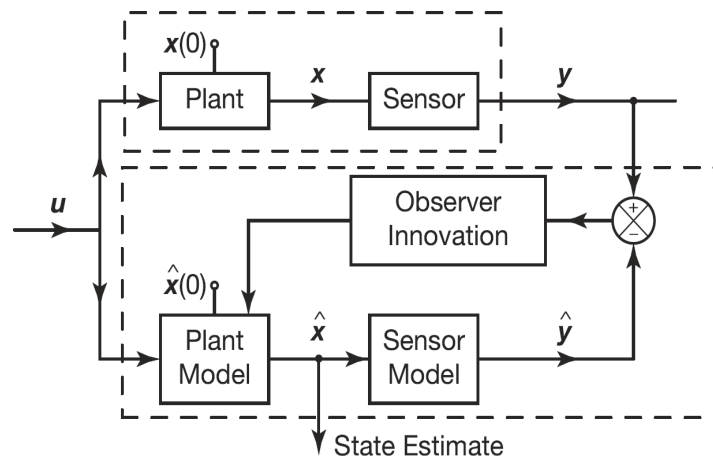 x(0)
Plant
x
Sensor
y
u
Observer
Innovation
+
−
x̂(0)
Plant
Model
x̂
Sensor
Model
ŷ
State Estimate